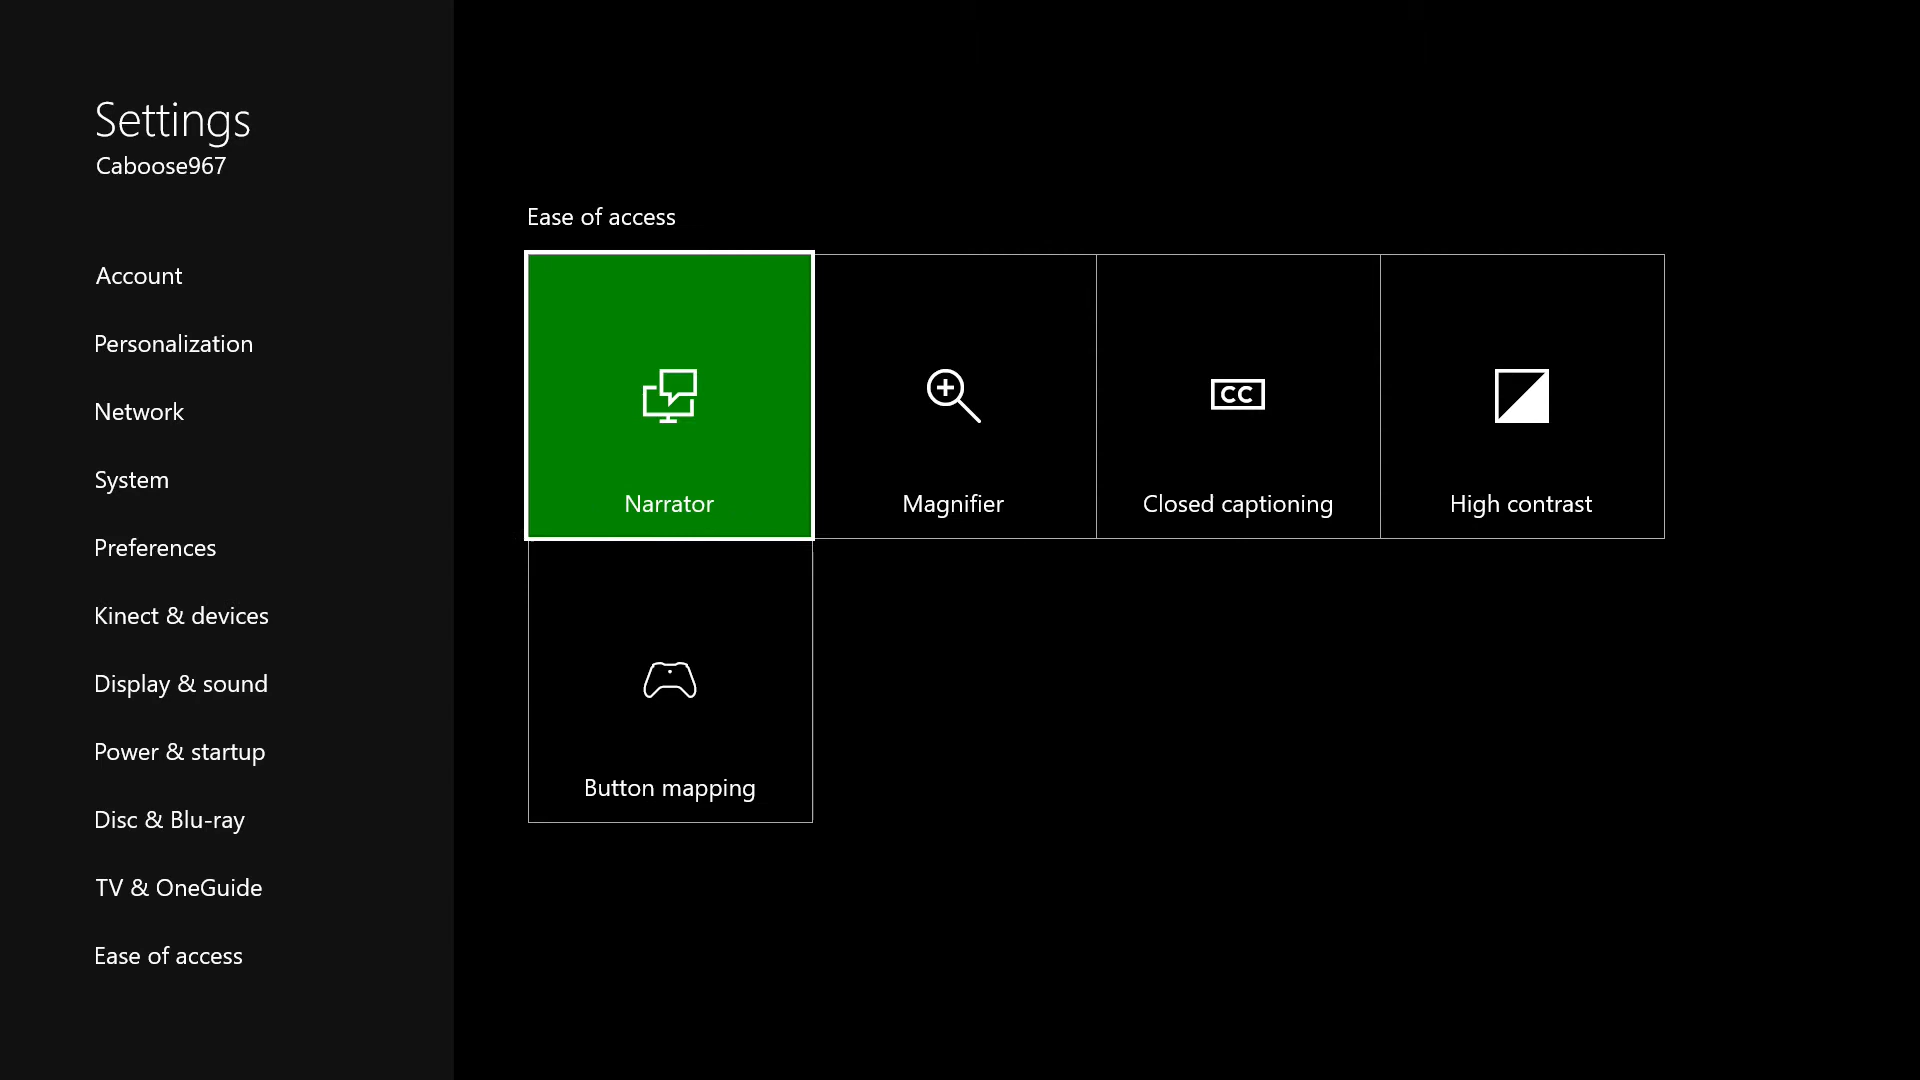 Settings
Caboose967
Account
Personalization
Network
System
Preferences
Kinect & devices
Display & sound
Power & startup
Disc & Blu-ray
TV & OneGuide
Ease of access
Ease of access
Narrator
Magnifier
CC
Closed captioning
High contrast
Button mapping